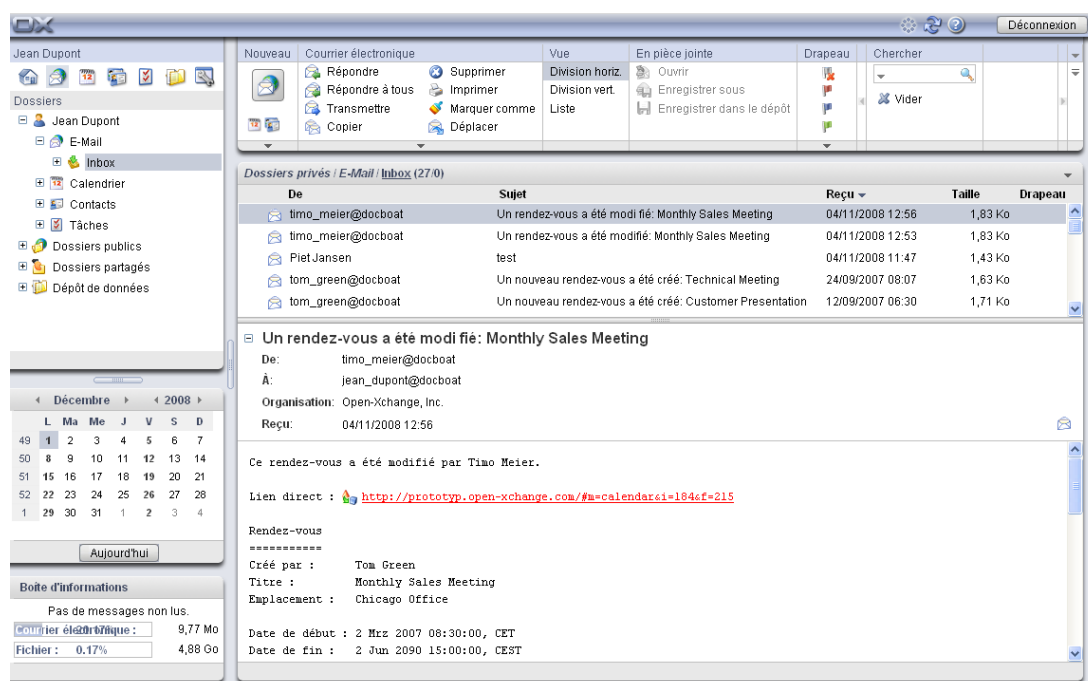 OX
Déconnexion
Jean Dupont
Dossiers
Jean Dupont
E-Mail
Inbox
Calendrier
Contacts
Tâches
Dossiers publics
Dossiers partagés
Dépôt de données
Nouveau
Courrier électronique
Répondre
Supprimer
Répondre à tous
Imprimer
Transmettre
Marquer comme
Copier
Déplacer
Vue
Division horiz.
Division vert.
Liste
En pièce jointe
Ouvrir
Enregistrer sous
Enregistrer dans le dépôt
Drapeau
Chercher
Vider
Dossiers privés / E-Mail / Inbox (27/0)
De Sujet Reçu Taille Drapeau
timo_meier@docboat Un rendez-vous a été modi fié: Monthly Sales Meeting 04/11/2008 12:56 1,83 Ko
timo_meier@docboat Un rendez-vous a été modifié: Monthly Sales Meeting 04/11/2008 12:53 1,83 Ko
Piet Jansen test 04/11/2008 11:47 1,43 Ko
tom_green@docboat Un nouveau rendez-vous a été créé: Technical Meeting 24/09/2007 08:07 1,63 Ko
tom_green@docboat Un nouveau rendez-vous a été créé: Customer Presentation 12/09/2007 06:30 1,71 Ko
Un rendez-vous a été modi fié: Monthly Sales Meeting
De: timo_meier@docboat
À: jean_dupont@docboat
Organisation: Open-Xchange, Inc.
Reçu: 04/11/2008 12:56
Ce rendez-vous a été modifié par Timo Meier.
Lien direct : http://prototyp.open-xchange.com/#m=calendar&i=184&f=215
Rendez-vous
===========
Créé par : Tom Green
Titre : Monthly Sales Meeting
Emplacement : Chicago Office
Date de début : 2 Mrz 2007 08:30:00, CET
Date de fin : 2 Jun 2090 15:00:00, CEST
Décembre 2008
L Ma Me J V S D
49 1 2 3 4 5 6 7
50 8 9 10 11 12 13 14
51 15 16 17 18 19 20 21
52 22 23 24 25 26 27 28
1 29 30 31 1 2 3 4
Aujourd'hui
Boite d'informations
Pas de messages non lus.
Courrier électronique : 9,77 Mo
Fichier : 0.17% 4,88 Go